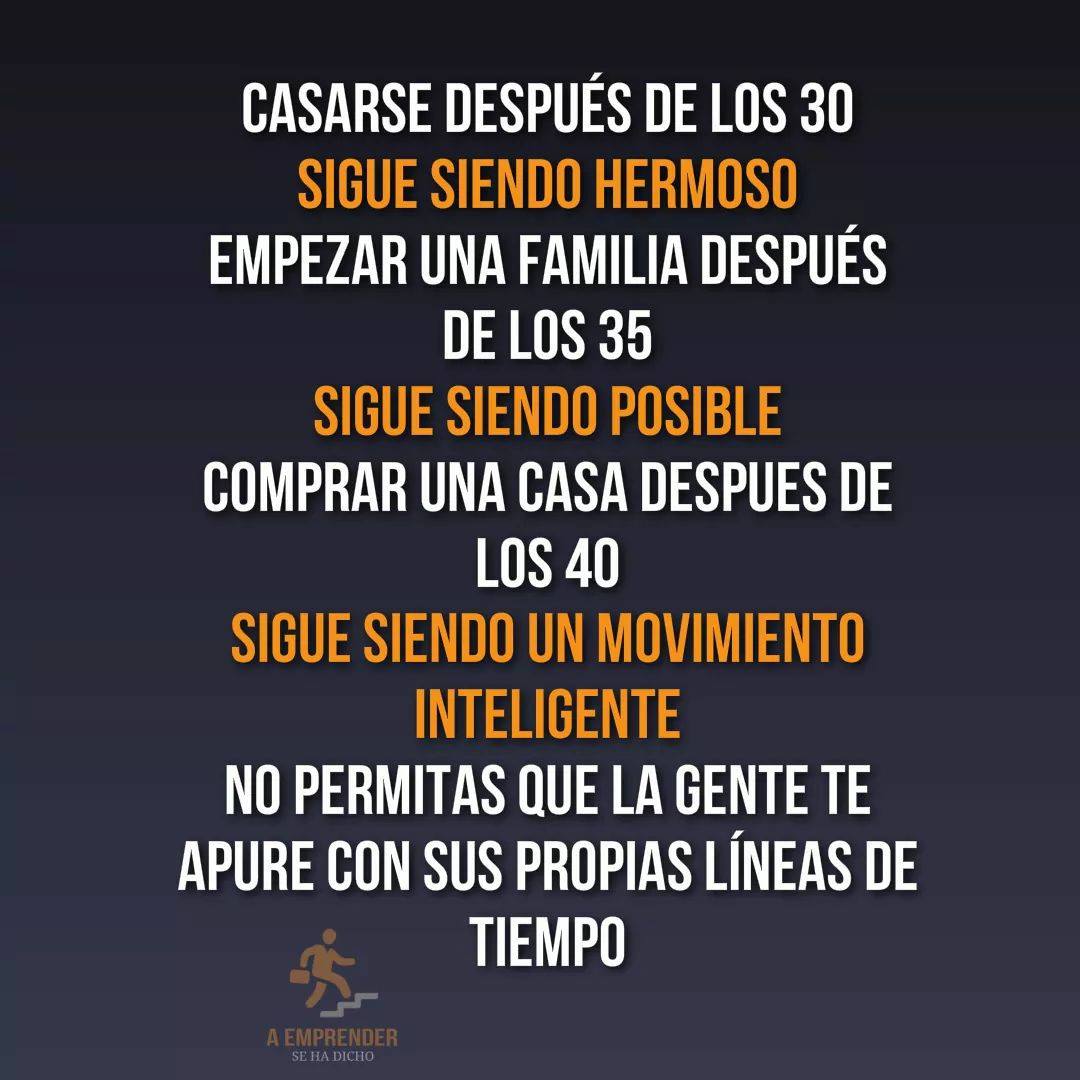 CASARSE DESPUÉS DE LOS 30
SIGUE SIENDO HERMOSO
EMPEZAR UNA FAMILIA DESPUÉS
DE LOS 35
SIGUE SIENDO POSIBLE
COMPRAR UNA CASA DESPUES DE
LOS 40
SIGUE SIENDO UN MOVIMIENTO
INTELIGENTE
NO PERMITAS QUE LA GENTE TE
APURE CON SUS PROPIAS LÍNEAS DE
TIEMPO
A EMPRENDER
SE HA DICHO